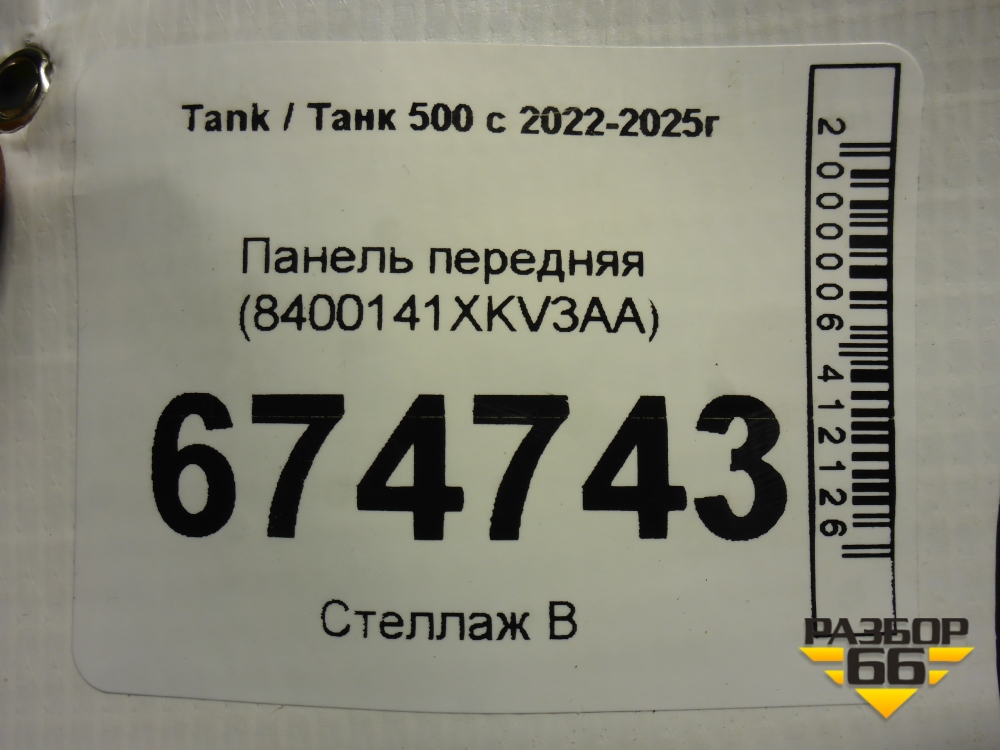 Tank / Танк 500 с 2022-2025г
Панель передняя
(8400141XKV3AA)
674743
Стеллаж В
2000006412126
РАЗБОР
66